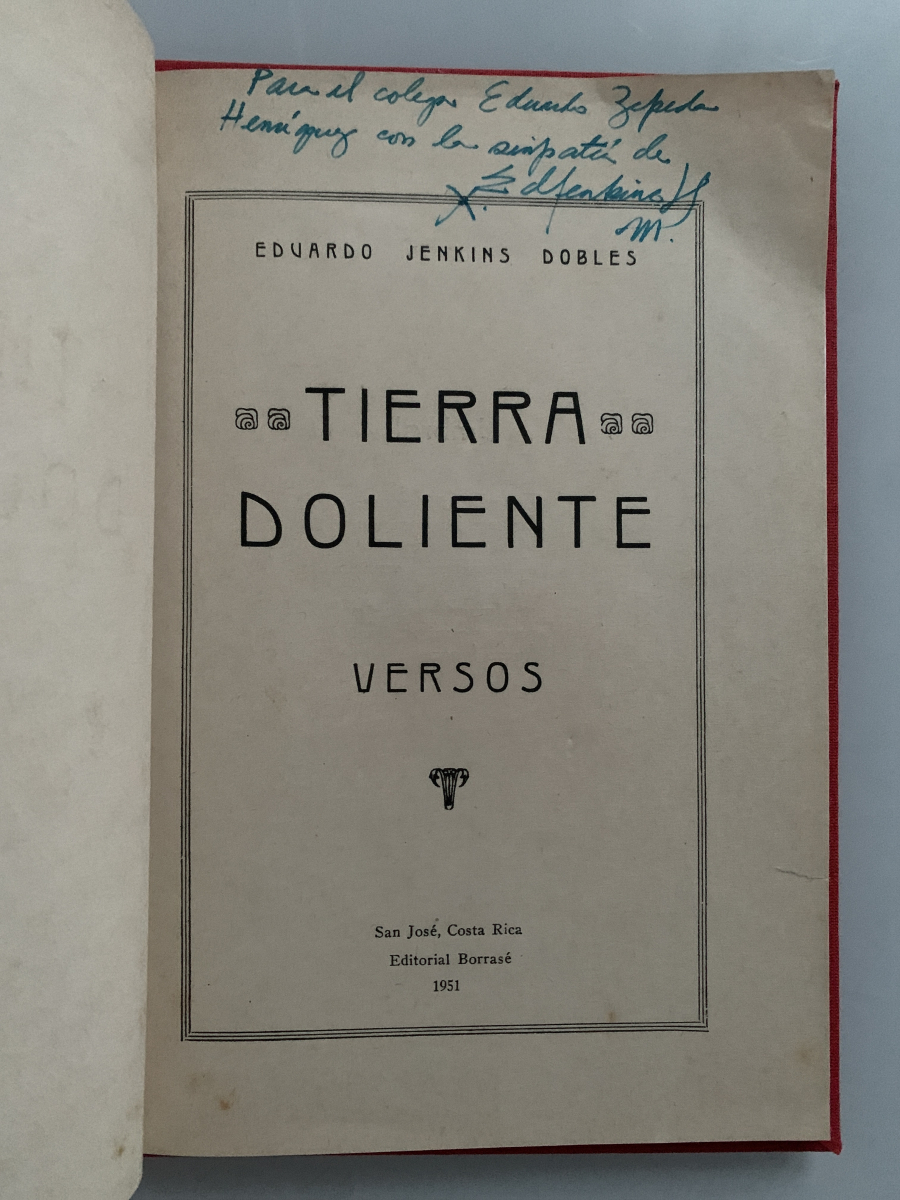 Para el colega Eduardo Zepeda
Henríquez con la simpatía de
EdJenkins
EDUARDO JENKINS DOBLES
TIERRA
DOLIENTE
VERSOS
San José, Costa Rica
Editorial Borrasé
1951